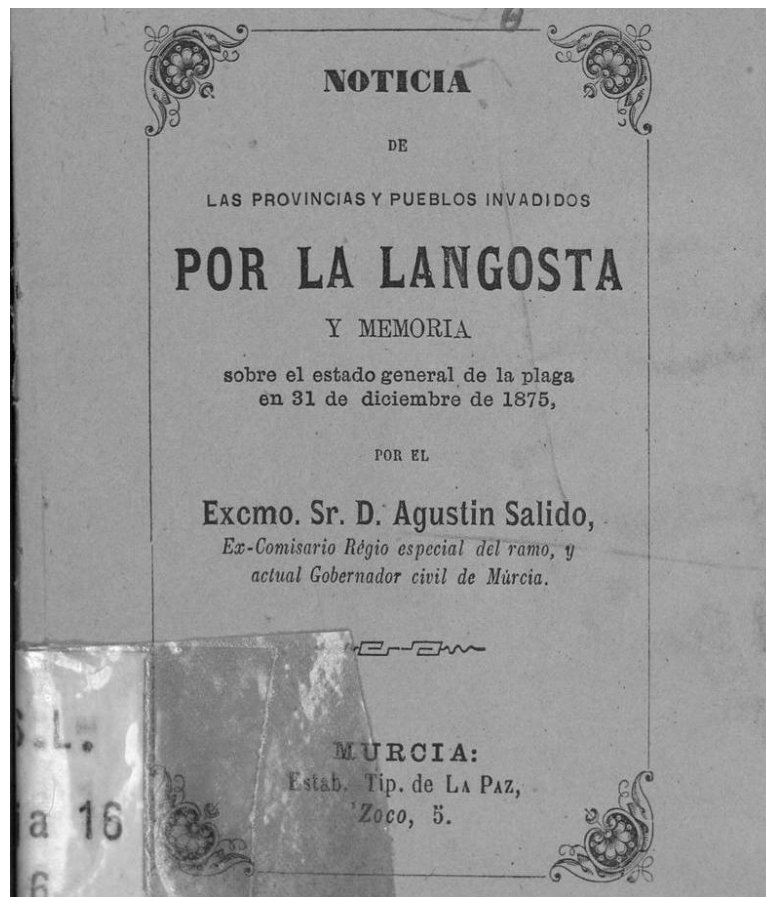 NOTICIA
DE
LAS PROVINCIAS Y PUEBLOS INVADIDOS
POR LA LANGOSTA
Y MEMORIA
sobre el estado general de la plaga
en 31 de diciembre de 1875,
POR EL
Excmo. Sr. D. Agustin Salido,
Ex-Comisario Régio especial del ramo, y
actual Gobernador civil de Múrcia.
MURCIA:
Estab. Tip. de LA PAZ,
Zoco, 5.
S.L.
a 16
6